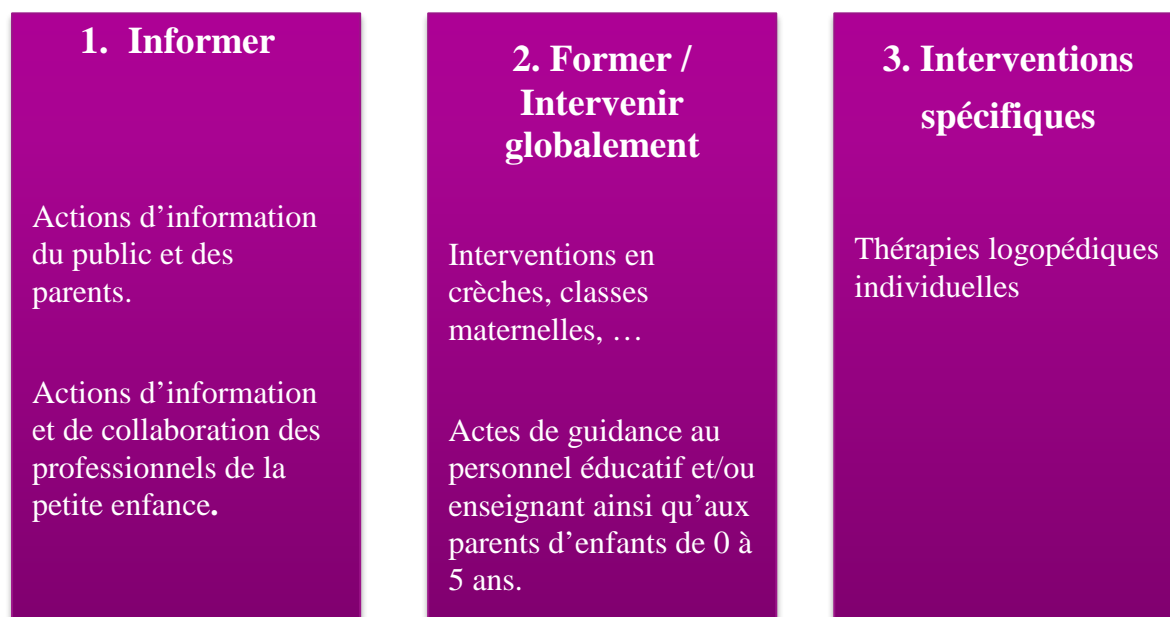 1. Informer
Actions d’information
du public et des
parents.
Actions d’information
et de collaboration des
professionnels de la
petite enfance.
2. Former /
Intervenir
globalement
Interventions en
crèches, classes
maternelles, …
Actes de guidance au
personnel éducatif et/ou
enseignant ainsi qu’aux
parents d’enfants de 0 à
5 ans.
3. Interventions
spécifiques
Thérapies logopédiques
individuelles